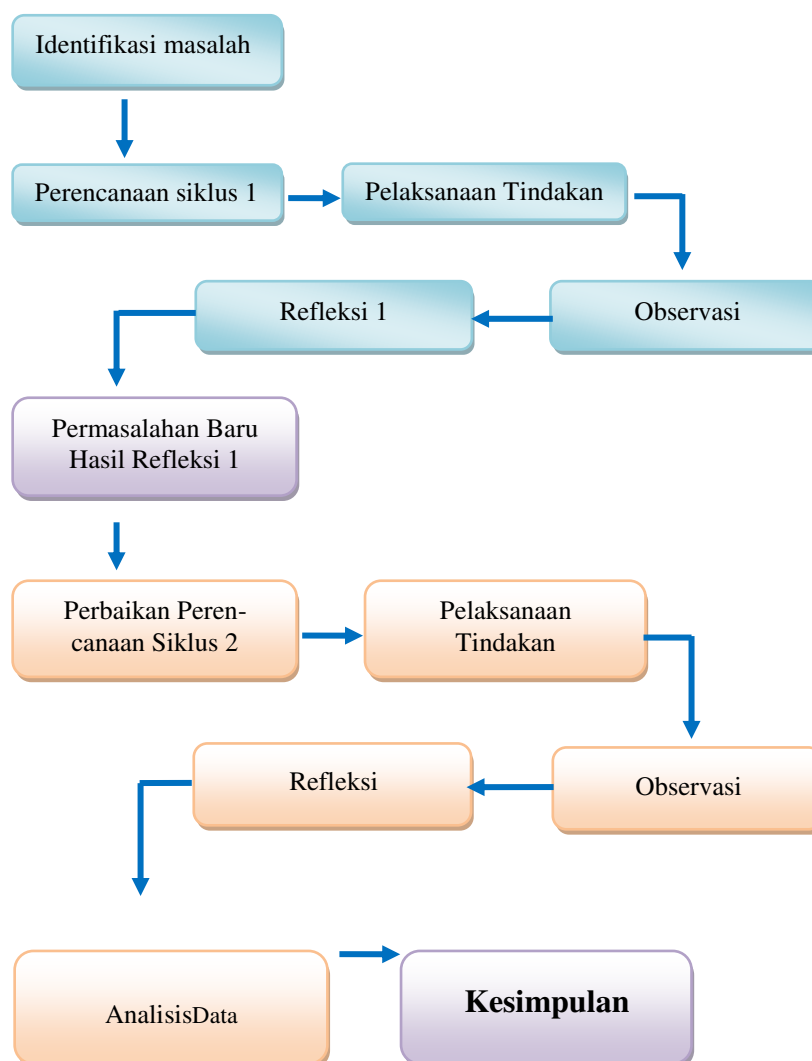 Identifikasi masalah
Perencanaan siklus 1
Pelaksanaan Tindakan
Observasi
Refleksi 1
Permasalahan Baru
Hasil Refleksi 1
Perbaikan Peren-
canaan Siklus 2
Pelaksanaan
Tindakan
Observasi
Refleksi
AnalisisData
Kesimpulan